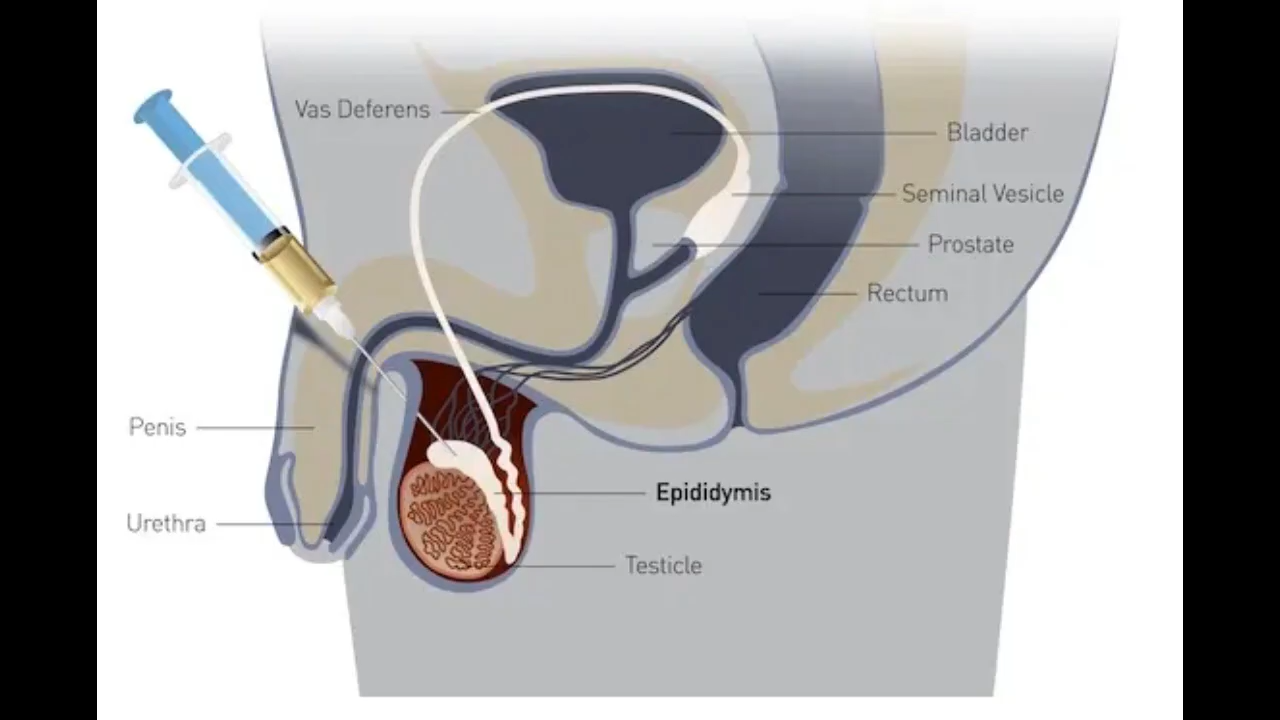 Vas Deferens
Bladder
Seminal Vesicle
Prostate
Rectum
Penis
Epididymis
Urethra
Testicle